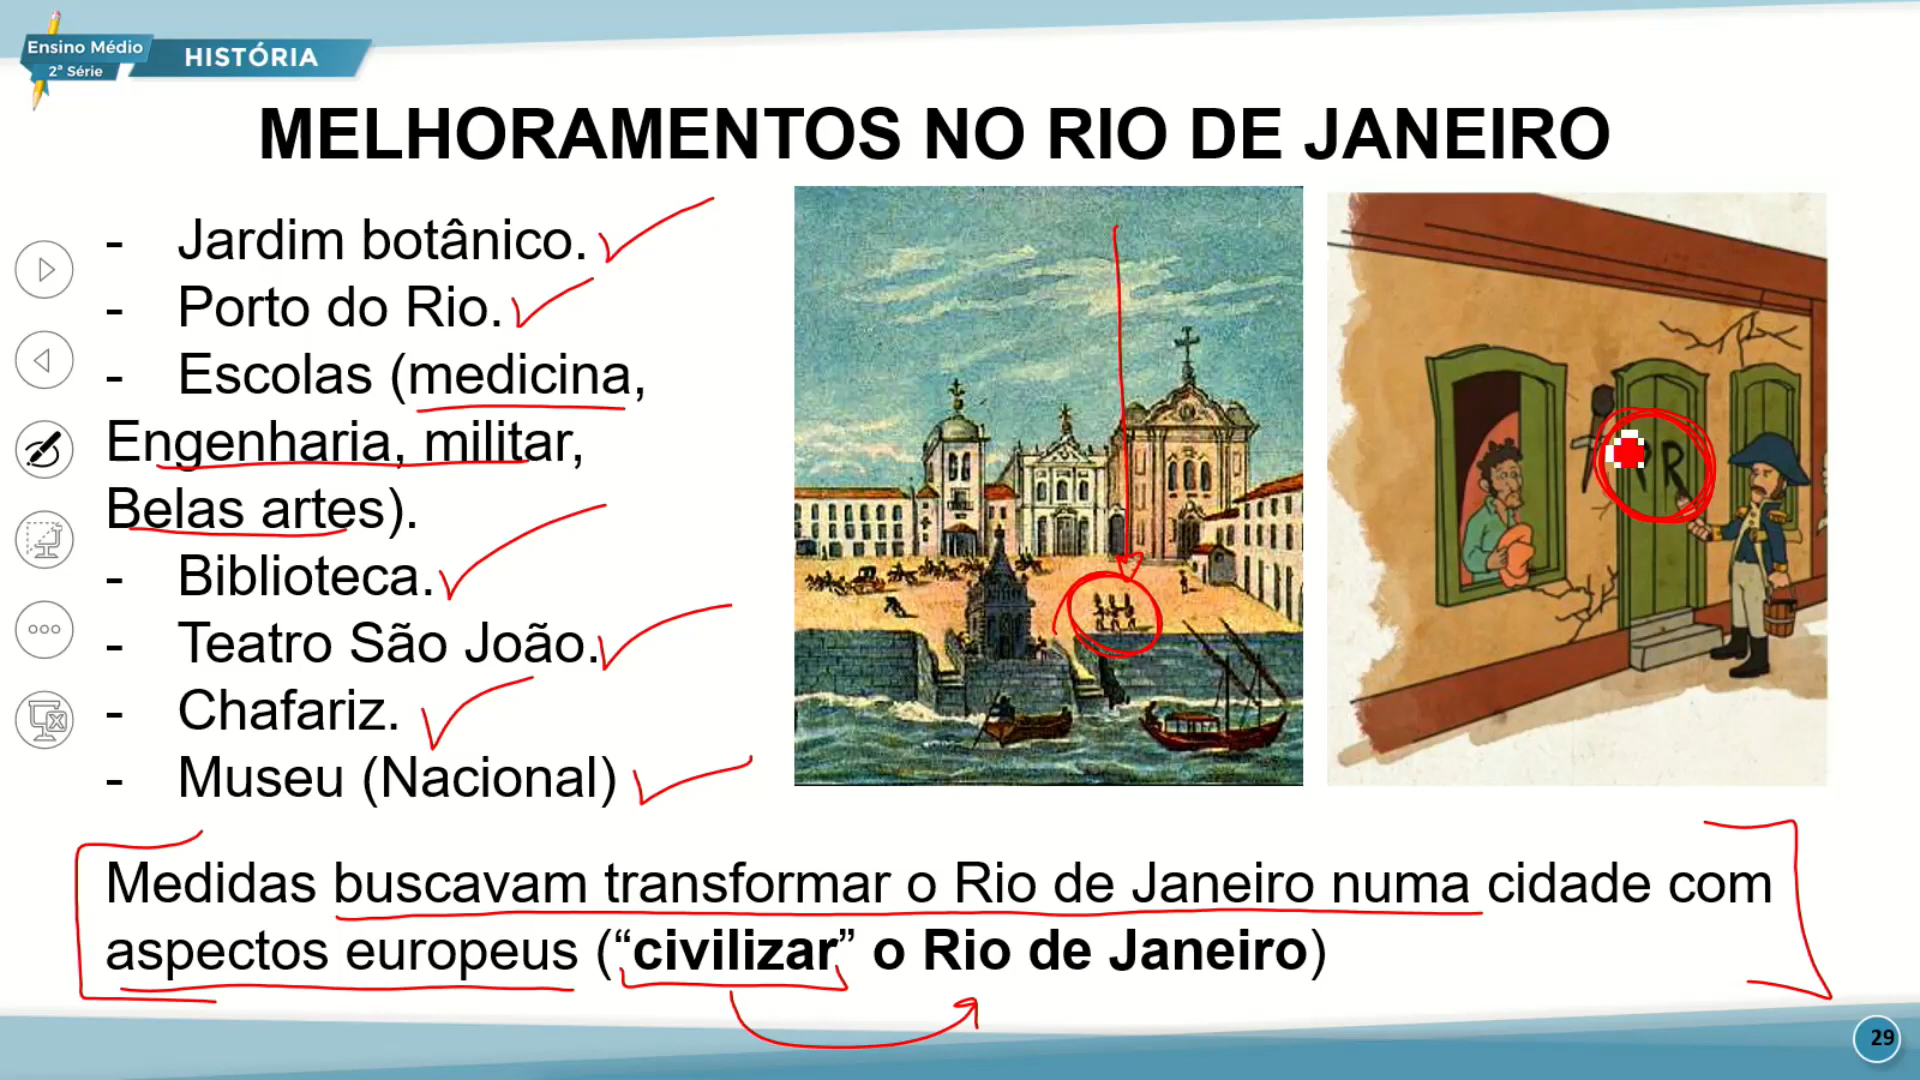 Ensino Médio
2ª Série
HISTÓRIA
MELHORAMENTOS NO RIO DE JANEIRO
- Jardim botânico.
- Porto do Rio.
- Escolas (medicina,
Engenharia, militar,
Belas artes).
- Biblioteca.
- Teatro São João.
- Chafariz.
- Museu (Nacional)
Medidas buscavam transformar o Rio de Janeiro numa cidade com
aspectos europeus (“civilizar” o Rio de Janeiro)
PR
29